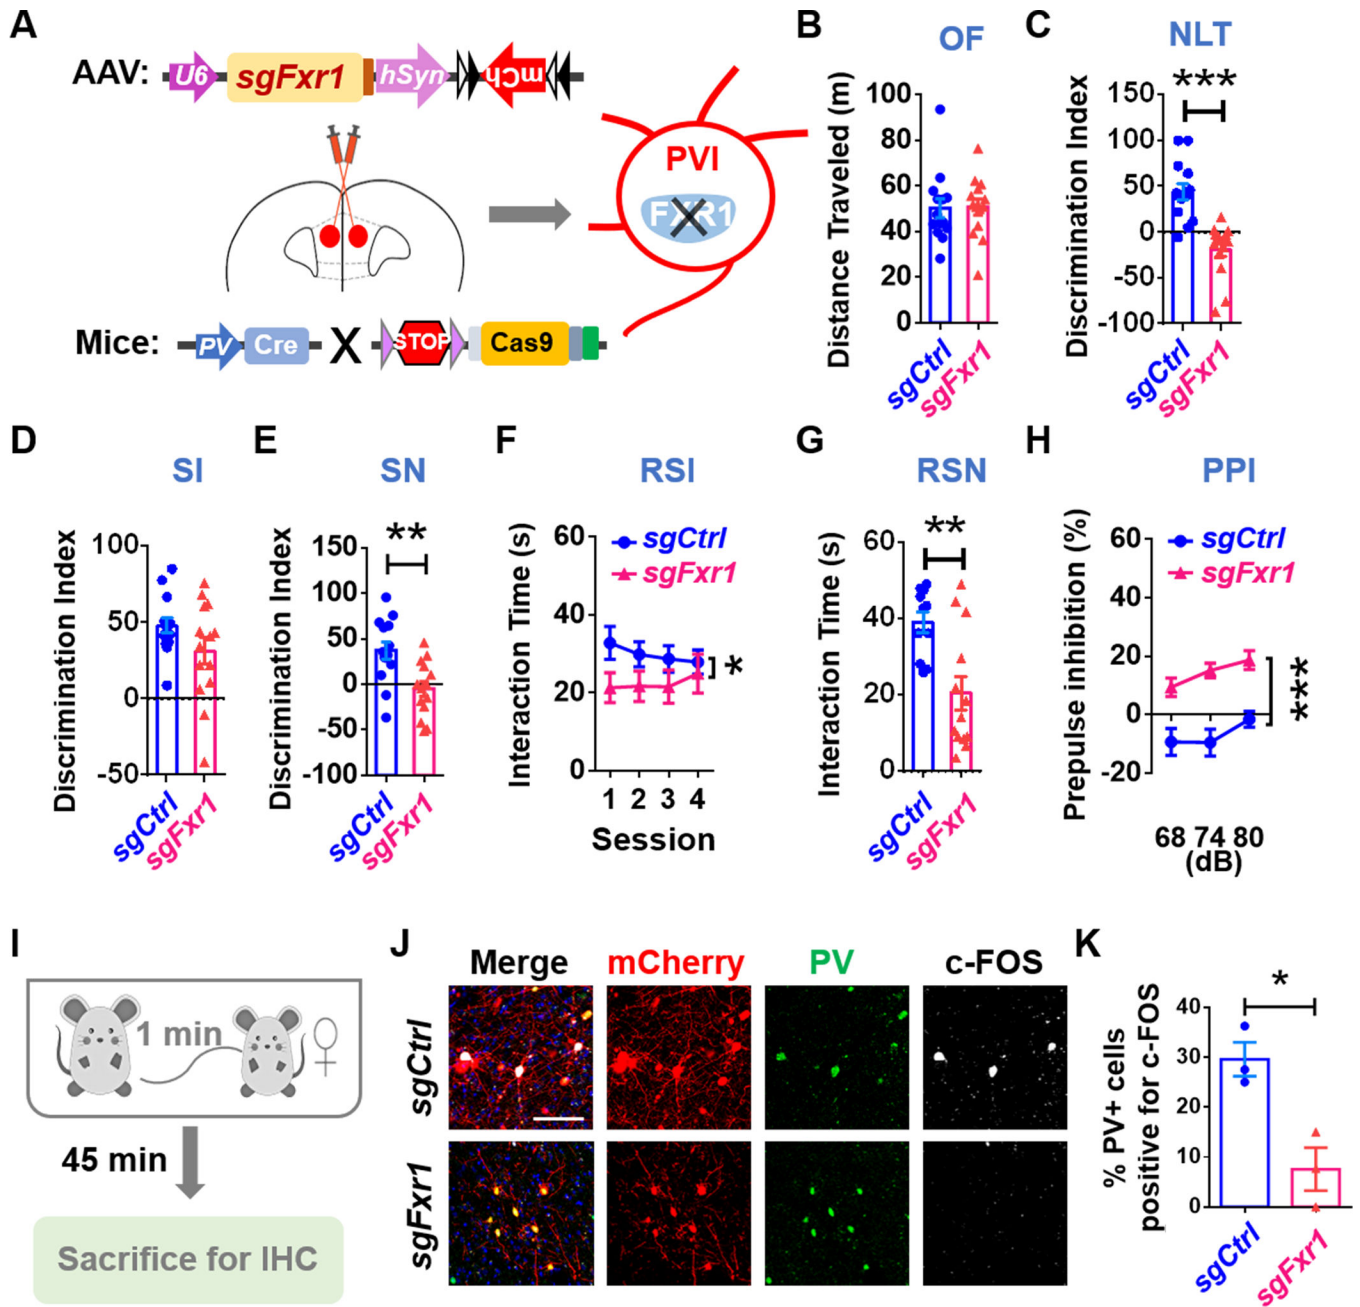 A
AAV:
U6
sgFxr1
hSyn
mCh
PVI
FXR1
Mice:
PV
Cre
X
STOP
Cas9
B
OF
Distance Traveled (m)
100
80
60
40
20
0
sgCtrl
sgFxr1
C
NLT
***
Discrimination Index
150
100
50
0
-50
-100
sgCtrl
sgFxr1
D
SI
Discrimination Index
100
50
0
-50
sgCtrl
sgFxr1
E
SN
**
Discrimination Index
150
100
50
0
-50
-100
sgCtrl
sgFxr1
F
RSI
Interaction Time (s)
60
40
20
0
sgCtrl
sgFxr1
*
1 2 3 4
Session
G
RSN
**
Interaction Time (s)
60
40
20
0
sgCtrl
sgFxr1
H
PPI
Prepulse inhibition (%)
60
40
20
0
-20
sgCtrl
sgFxr1
***
68 74 80
(dB)
I
1 min
♀
45 min
Sacrifice for IHC
J
Merge mCherry PV c-FOS
sgCtrl
sgFxr1
K
*
% PV+ cells
positive for c-FOS
40
30
20
10
0
sgCtrl
sgFxr1